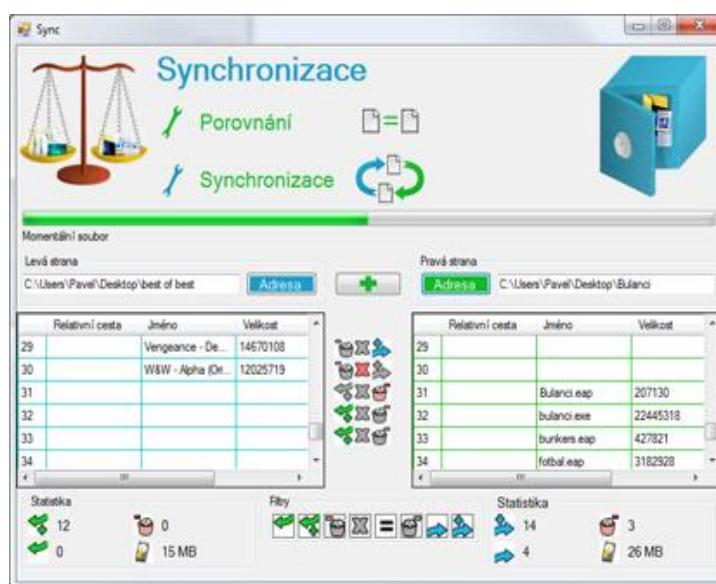 Sync
Synchronizace
Porovnání
Synchronizace
Momentální soubor
Levá strana
Pravá strana
C:\Users\Pavel\Desktop\best of best
Adresa
Adresa
C:\Users\Pavel\Desktop\Bulanci
Relativní cesta Jméno Velikost
29 Vengeance - De... 14670108
30 W&W - Alpha (Ori... 12025719
31
32
33
34
Relativní cesta Jméno Velikost
29
30
31 Bulanci.eap 207130
32 bulanci.exe 22445318
33 bunkers.eap 427821
34 fotbal.eap 3182928
Statistika
12 0
0 15 MB
Filtry
Statistika
14 3
4 26 MB